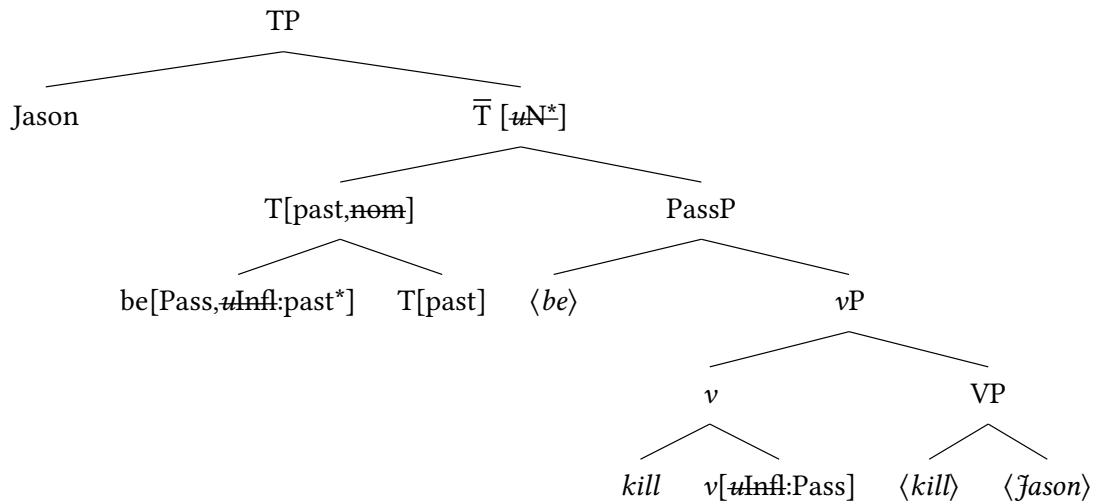 TP
Jason T̅ [uN*]
T[past,nom] PassP
be[Pass,uInfl:past*] T[past] ⟨be⟩ vP
v VP
kill v[uInfl:Pass] ⟨kill⟩ ⟨Jason⟩